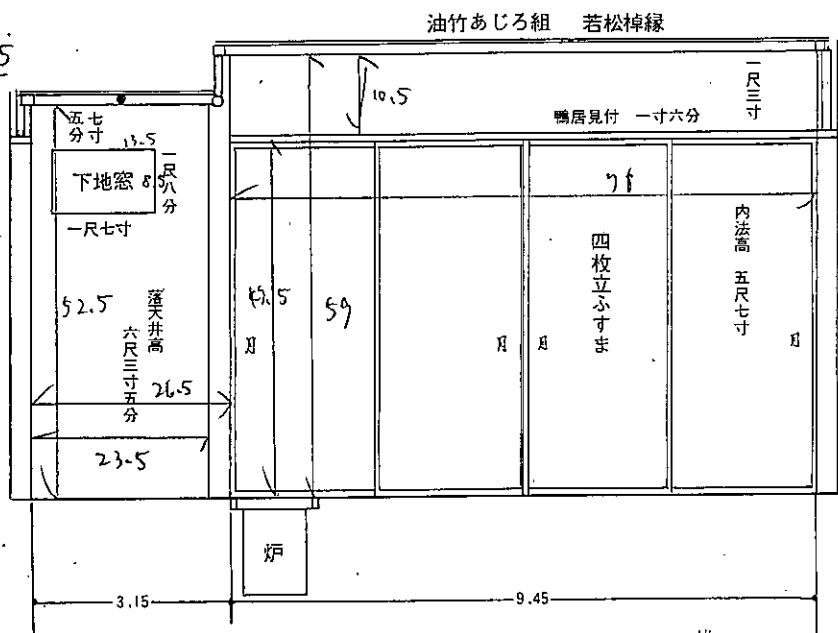 油竹あじろ組 若松棹縁
5
10.5
一尺三寸
鴨居見付 一寸六分
七寸
五分
13.5
下地窓
8.5
一尺八分
一尺七寸
内法高 五尺七寸
四枚立ふすま
52.5
落天井高
六尺三寸五分
59
26.5
23.5
炉
3.15
9.45